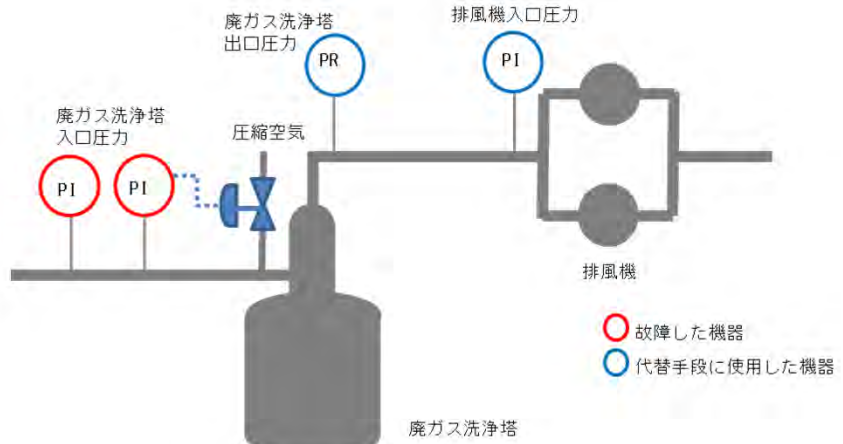 廃ガス洗浄塔
出口圧力
排風機入口圧力
PR
PI
廃ガス洗浄塔
入口圧力
圧縮空気
PI
PI
排風機
故障した機器
代替手段に使用した機器
廃ガス洗浄塔